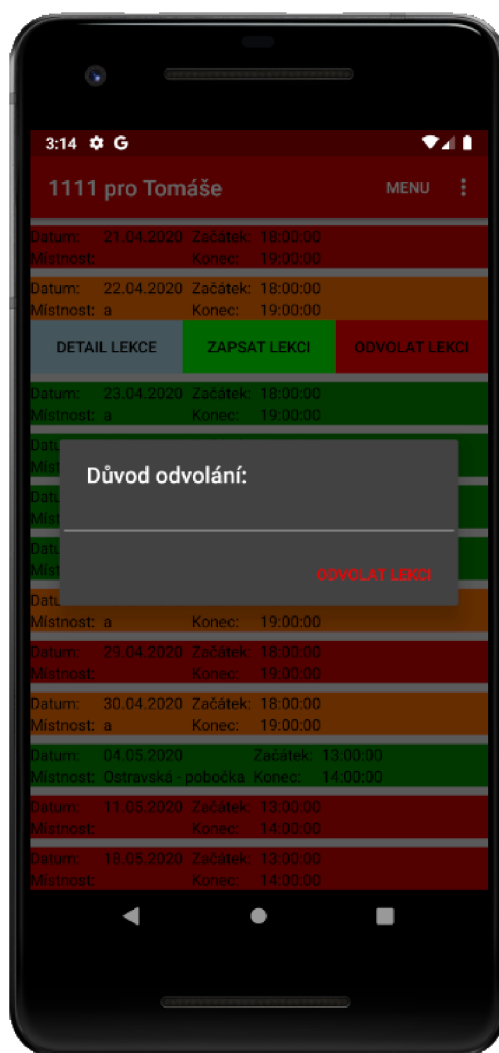 3:14 G
1111 pro Tomáše MENU
Datum: 21.04.2020 Začátek: 18:00:00
Místnost: Konec: 19:00:00
Datum: 22.04.2020 Začátek: 18:00:00
Místnost: a Konec: 19:00:00
DETAIL LEKCE ZAPSAT LEKCI ODVOLAT LEKCI
Datum: 23.04.2020 Začátek: 18:00:00
Místnost: a Konec: 19:00:00
Důvod odvolání:
ODVOLAT LEKCI
Místnost: a Konec: 19:00:00
Datum: 29.04.2020 Začátek: 18:00:00
Místnost: Konec: 19:00:00
Datum: 30.04.2020 Začátek: 18:00:00
Místnost: a Konec: 19:00:00
Datum: 04.05.2020 Začátek: 13:00:00
Místnost: Ostravská - pobočka Konec: 14:00:00
Datum: 11.05.2020 Začátek: 13:00:00
Místnost: Konec: 14:00:00
Datum: 18.05.2020 Začátek: 13:00:00
Místnost: Konec: 14:00:00